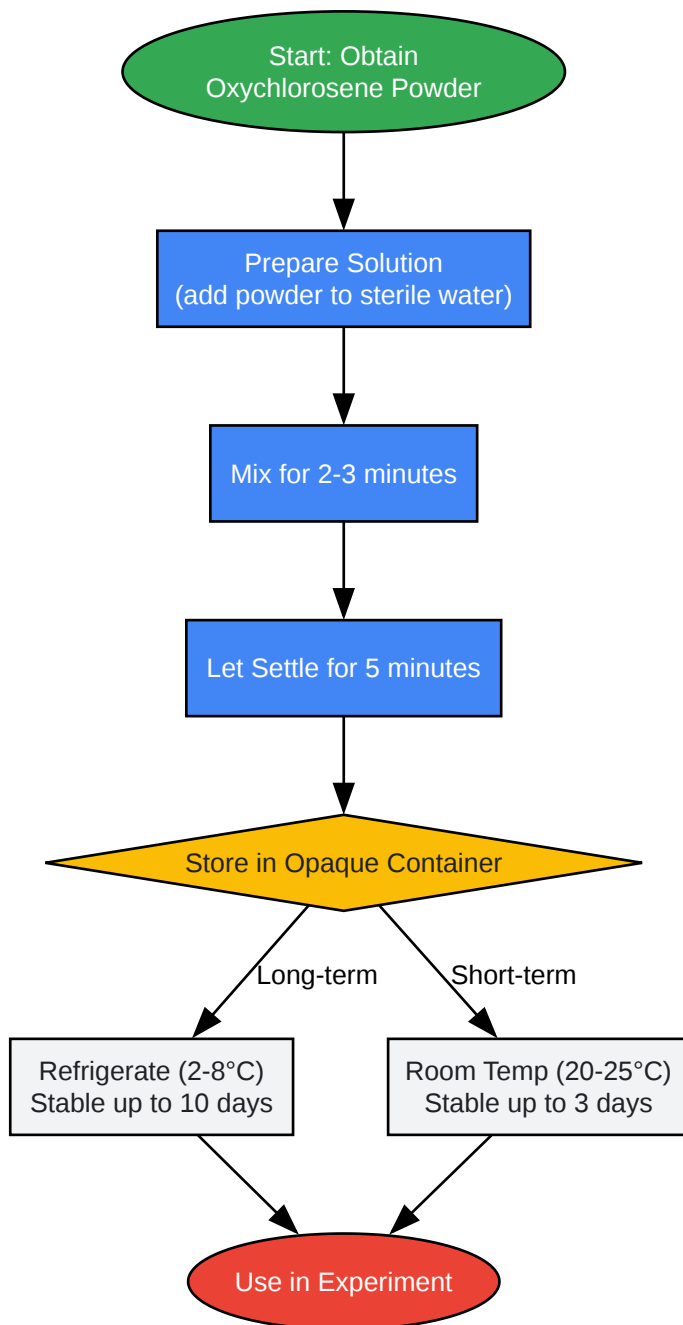 Start: Obtain
Oxychlorosene Powder
Prepare Solution
(add powder to sterile water)
Mix for 2-3 minutes
Let Settle for 5 minutes
Store in Opaque Container
Long-term
Short-term
Refrigerate (2-8°C)
Stable up to 10 days
Room Temp (20-25°C)
Stable up to 3 days
Use in Experiment